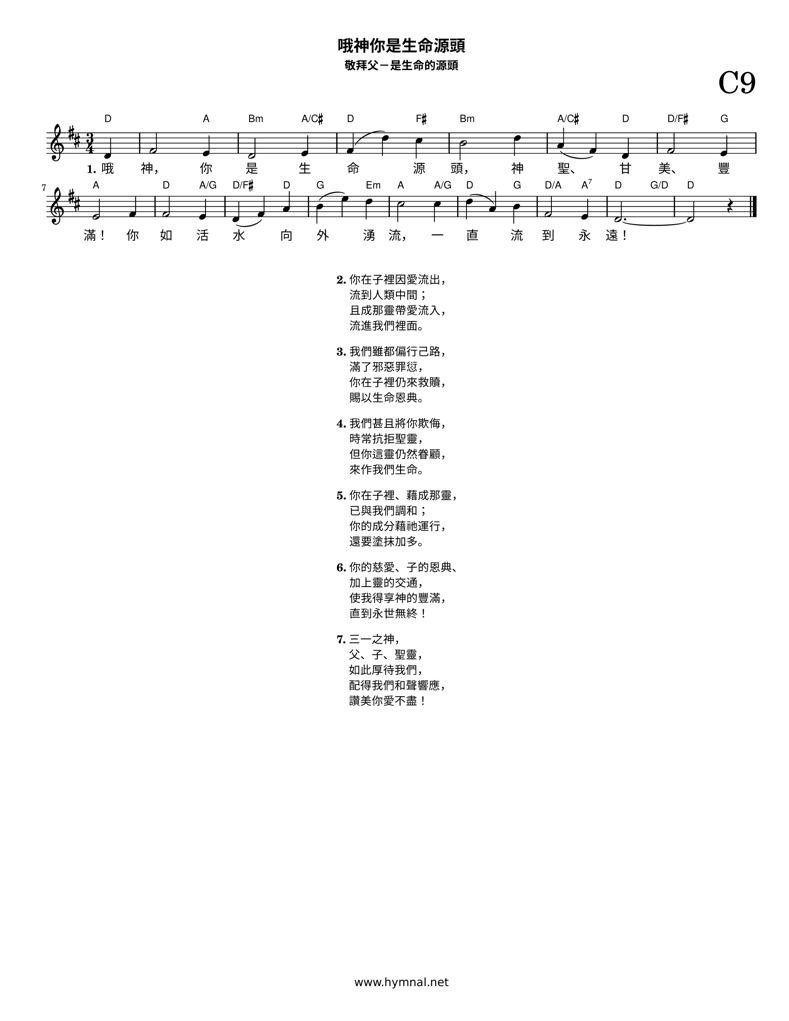 哦神你是生命源頭
敬拜父－是生命的源頭
C9
D A Bm A/C♯ D F♯ Bm A/C♯ D D/F♯ G
3
4
1. 哦 神， 你 是 生 命 源 頭， 神 聖、 甘 美、 豐
7
A D A/G D/F♯ D G Em A A/G D G D/A A7 D G/D D
滿！ 你 如 活 水 向 外 湧 流， 一 直 流 到 永 遠！
2. 你在子裡因愛流出，
流到人類中間；
且成那靈帶愛流入，
流進我們裡面。
3. 我們雖都偏行己路，
滿了邪惡罪愆，
你在子裡仍來救贖，
賜以生命恩典。
4. 我們甚且將你欺侮，
時常抗拒聖靈，
但你這靈仍然眷顧，
來作我們生命。
5. 你在子裡、藉成那靈，
已與我們調和；
你的成分藉祂運行，
還要塗抹加多。
6. 你的慈愛、子的恩典、
加上靈的交通，
使我得享神的豐滿，
直到永世無終！
7. 三一之神，
父、子、聖靈，
如此厚待我們，
配得我們和聲響應，
讚美你愛不盡！
www.hymnal.net